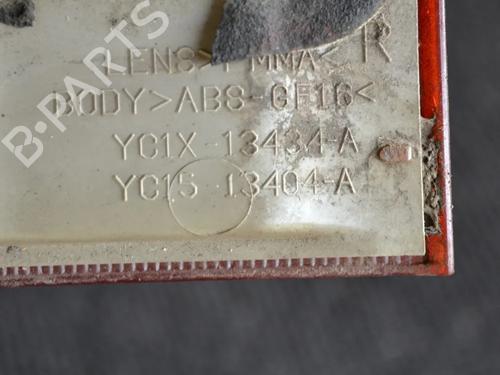 LENS>PMMA< R
BODY>ABS-GF16<
YC1X-13434-A
YC15-13404-A
B-PARTS